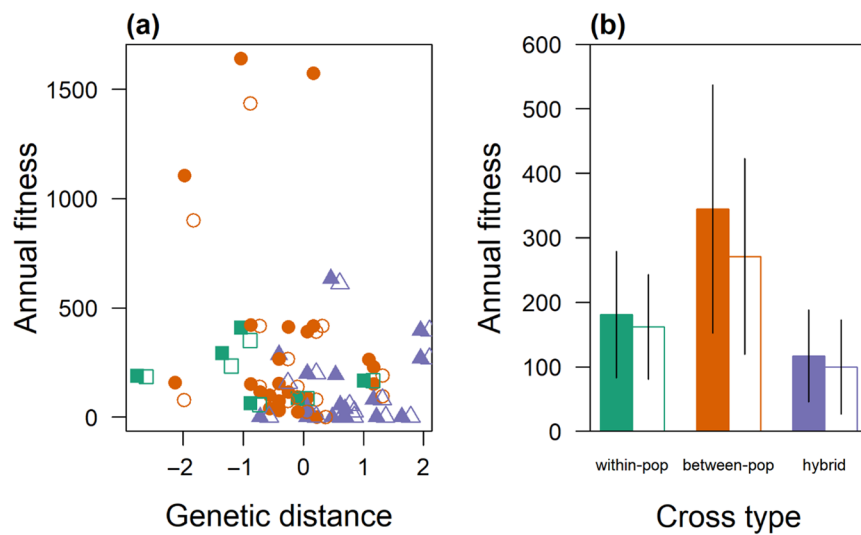 (a)
Annual fitness
1500
1000
500
0
−2
−1
0
1
2
Genetic distance
(b)
Annual fitness
600
500
400
300
200
100
0
within-pop
between-pop
hybrid
Cross type